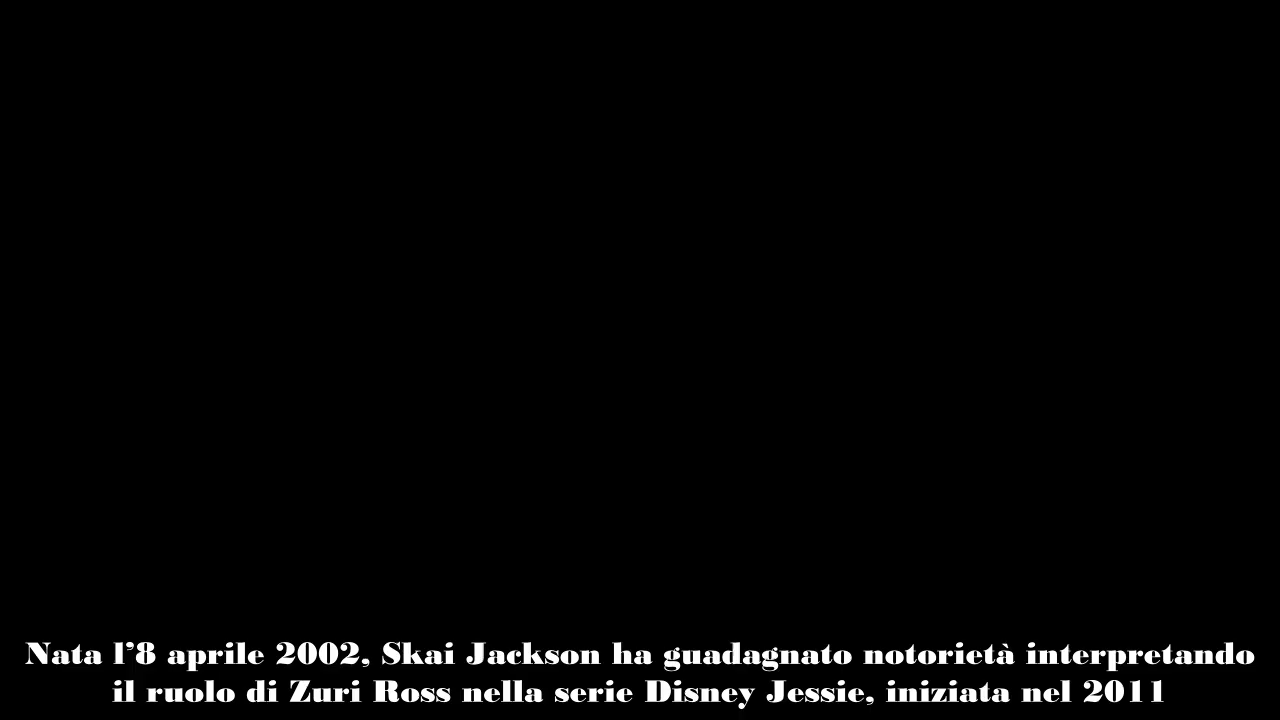 Nata l’8 aprile 2002, Skai Jackson ha guadagnato notorietà interpretando
il ruolo di Zuri Ross nella serie Disney Jessie, iniziata nel 2011